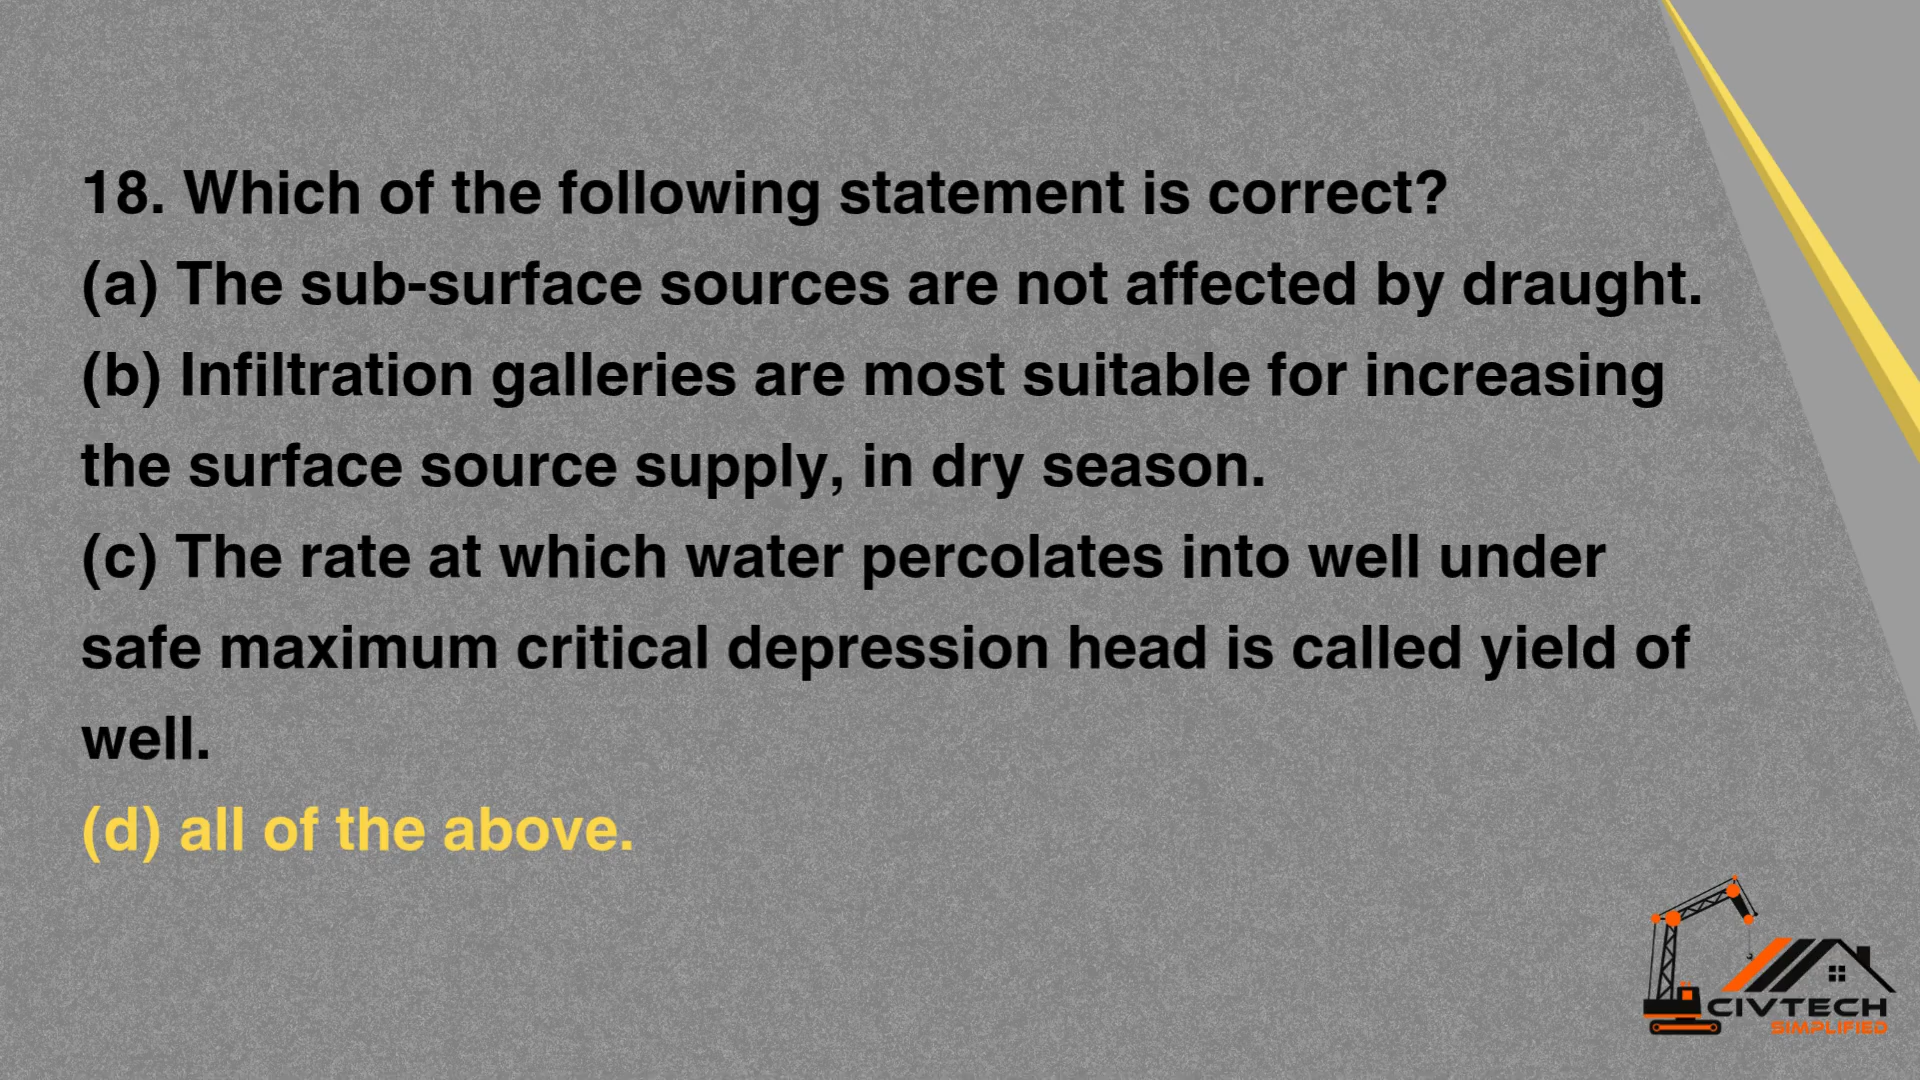 18. Which of the following statement is correct?
(a) The sub-surface sources are not affected by draught.
(b) Infiltration galleries are most suitable for increasing
the surface source supply, in dry season.
(c) The rate at which water percolates into well under
safe maximum critical depression head is called yield of
well.
(d) all of the above.
CIVTECH
SIMPLIFIED